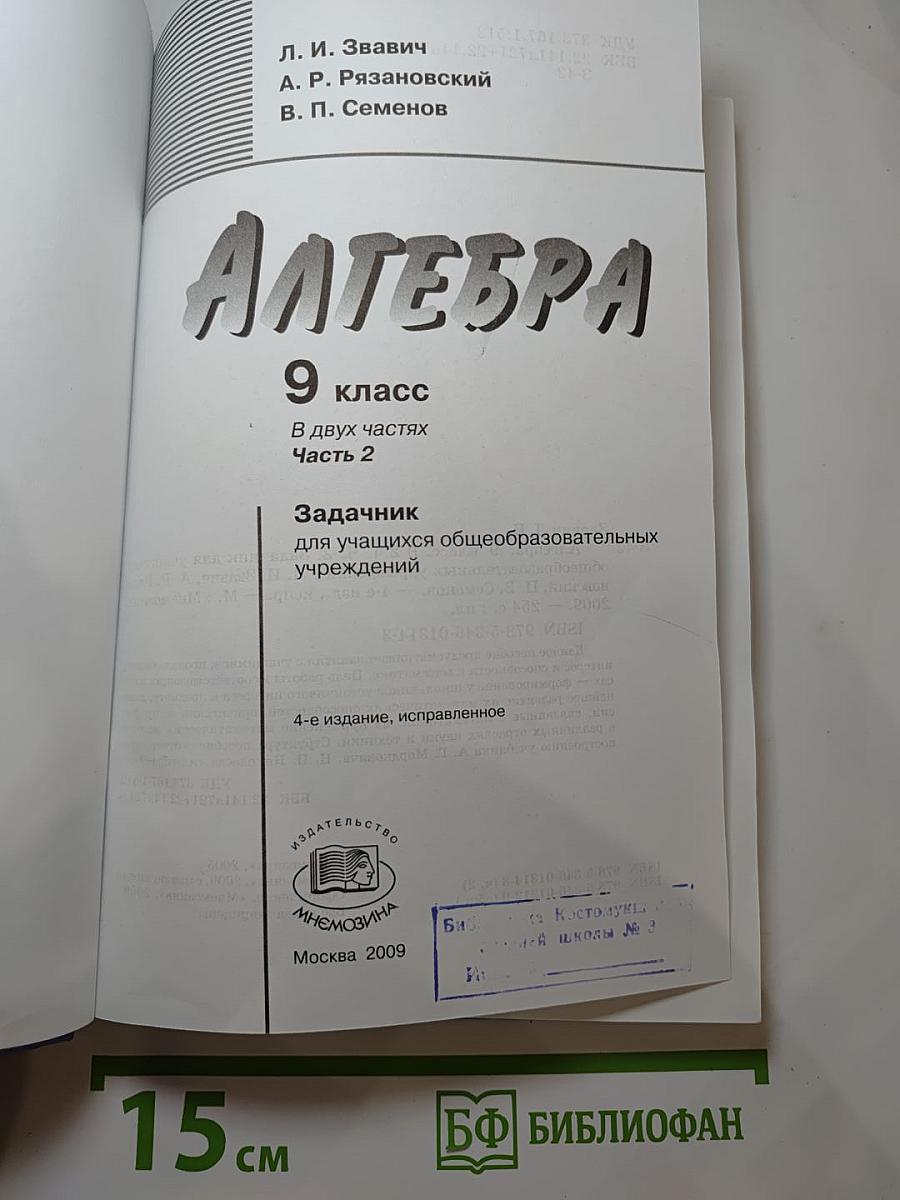 Л. И. Звавич
А. Р. Рязановский
В. П. Семенов
АЛГЕБРА
9 класс
В двух частях
Часть 2
Задачник
для учащихся общеобразовательных
учреждений
4-е издание, исправленное
ИЗДАТЕЛЬСТВО
МНЕМОЗИНА
Москва 2009
школы № 3
15 см
БФ БИБЛИОФАН